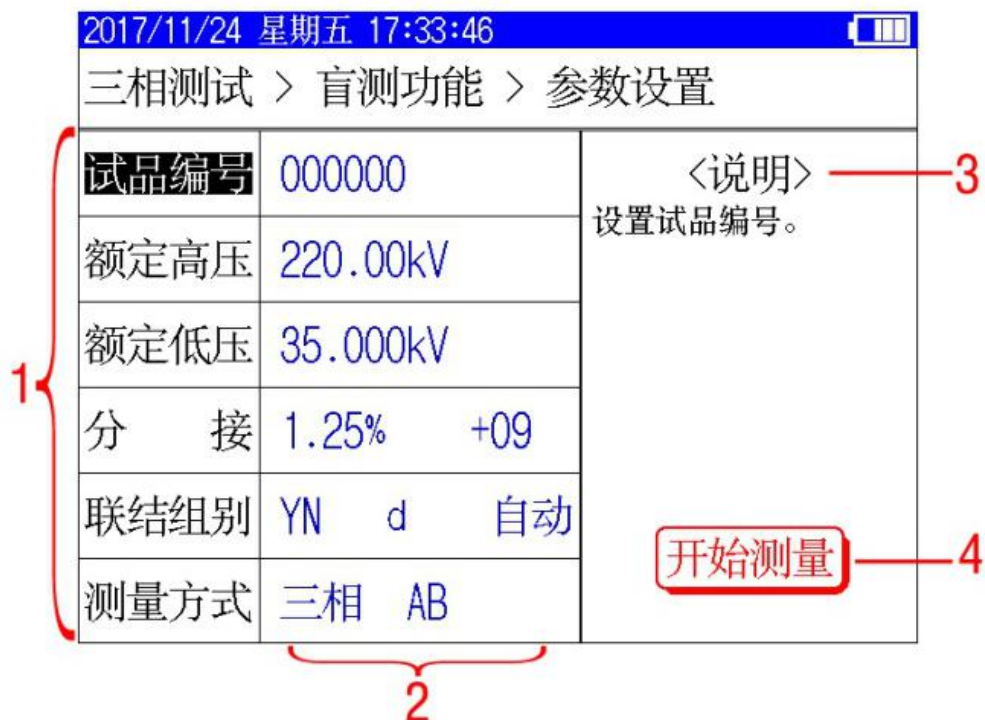 2017/11/24 星期五 17:33:46
三相测试 > 盲测功能 > 参数设置
试品编号 000000
<说明>
3
设置试品编号。
额定高压 220.00kV
额定低压 35.000kV
1
分 接 1.25% +09
联结组别 YN d 自动
开始测量
4
测量方式 三相 AB
2